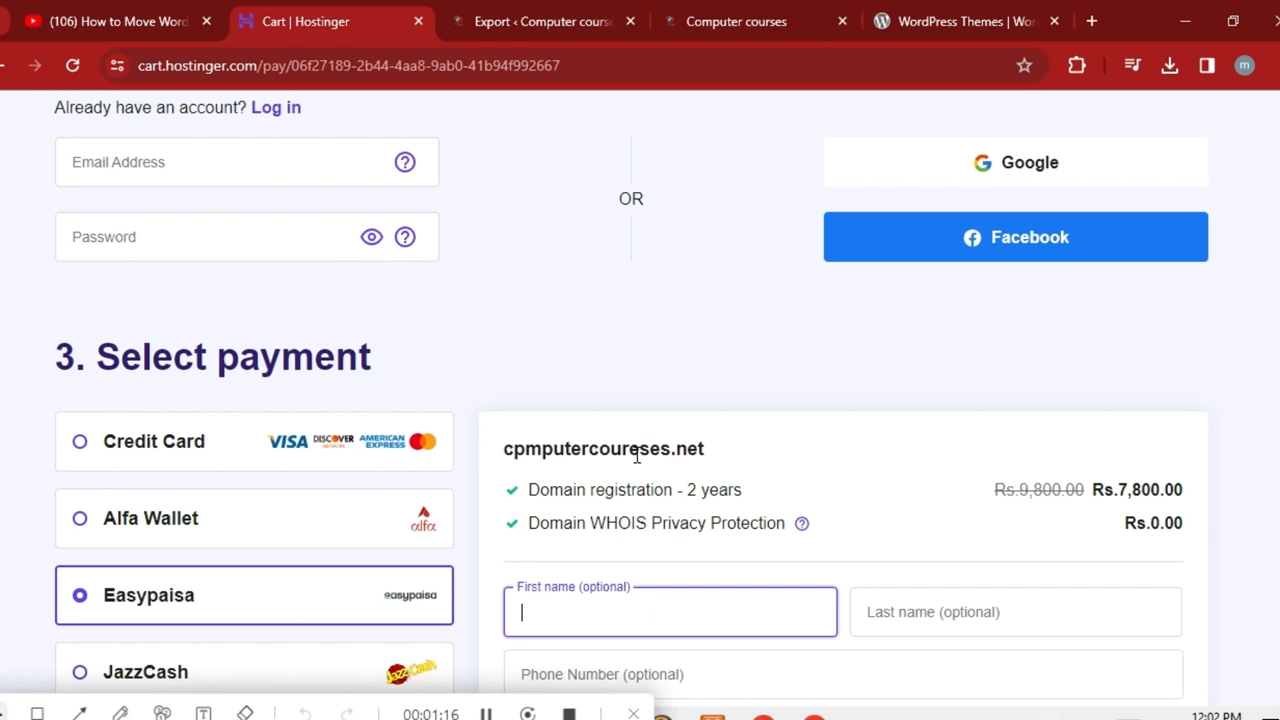 (106) How to Move Word
Cart | Hostinger
Export ‹ Computer cours
Computer courses
WordPress Themes | Wo
cart.hostinger.com/pay/06f27189-2b44-4aa8-9ab0-41b94f992667
m
Already have an account? Log in
Email Address
Google
OR
Password
Facebook
3. Select payment
Credit Card
VISA DISCOVER NETWORK AMERICAN EXPRESS
cpmputercoureses.net
Domain registration - 2 years
Rs.9,800.00 Rs.7,800.00
Alfa Wallet
alfa
Domain WHOIS Privacy Protection
Rs.0.00
First name (optional)
Easypaisa
easypaisa
Last name (optional)
JazzCash
JazzCash
Phone Number (optional)
00:01:16
12:02 PM